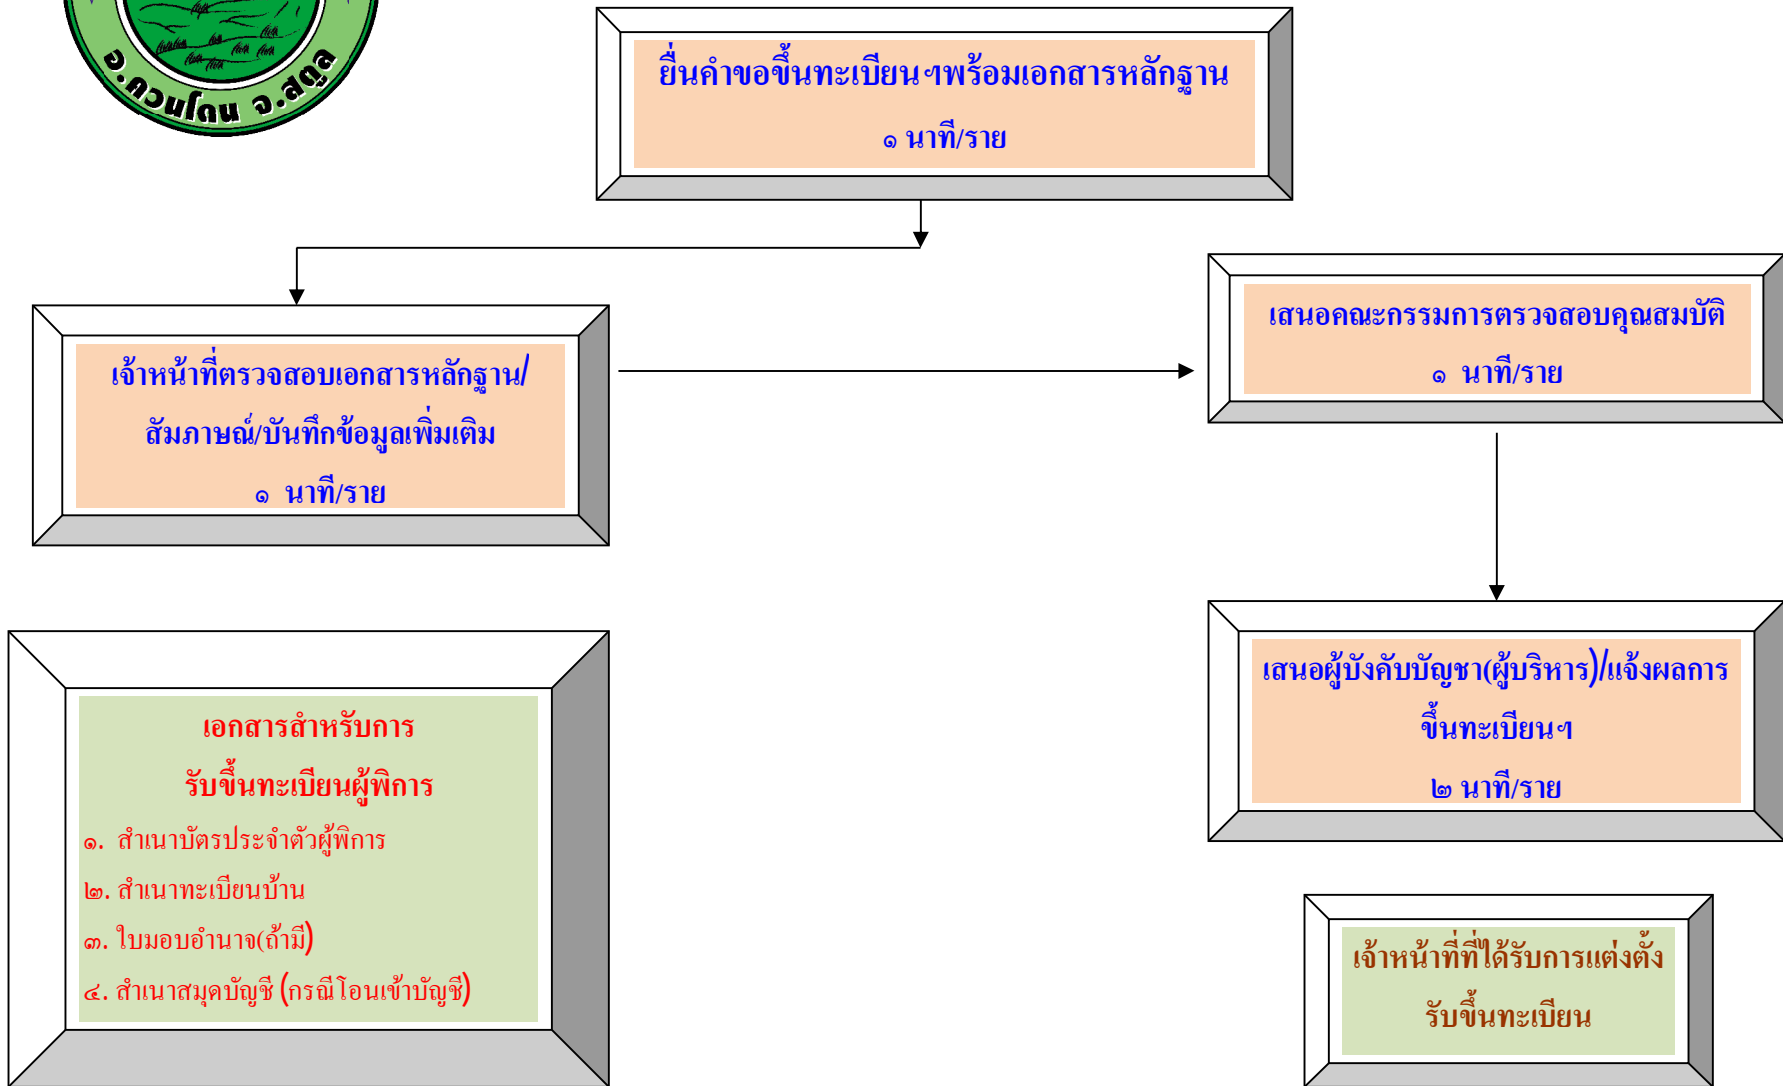 อ.ควนโดน จ.สตูล
ยื่นคำขอขึ้นทะเบียนฯพร้อมเอกสารหลักฐาน
๑ นาที/ราย
เจ้าหน้าที่ตรวจสอบเอกสารหลักฐาน/
สัมภาษณ์/บันทึกข้อมูลเพิ่มเติม
๑ นาที/ราย
เสนอคณะกรรมการตรวจสอบคุณสมบัติ
๑ นาที/ราย
เสนอผู้บังคับบัญชา(ผู้บริหาร)/แจ้งผลการ
ขึ้นทะเบียนฯ
๒ นาที/ราย
เอกสารสำหรับการ
รับขึ้นทะเบียนผู้พิการ
๑. สำเนาบัตรประจำตัวผู้พิการ
๒. สำเนาทะเบียนบ้าน
๓. ใบมอบอำนาจ(ถ้ามี)
๔. สำเนาสมุดบัญชี (กรณีโอนเข้าบัญชี)
เจ้าหน้าที่ที่ได้รับการแต่งตั้ง
รับขึ้นทะเบียน